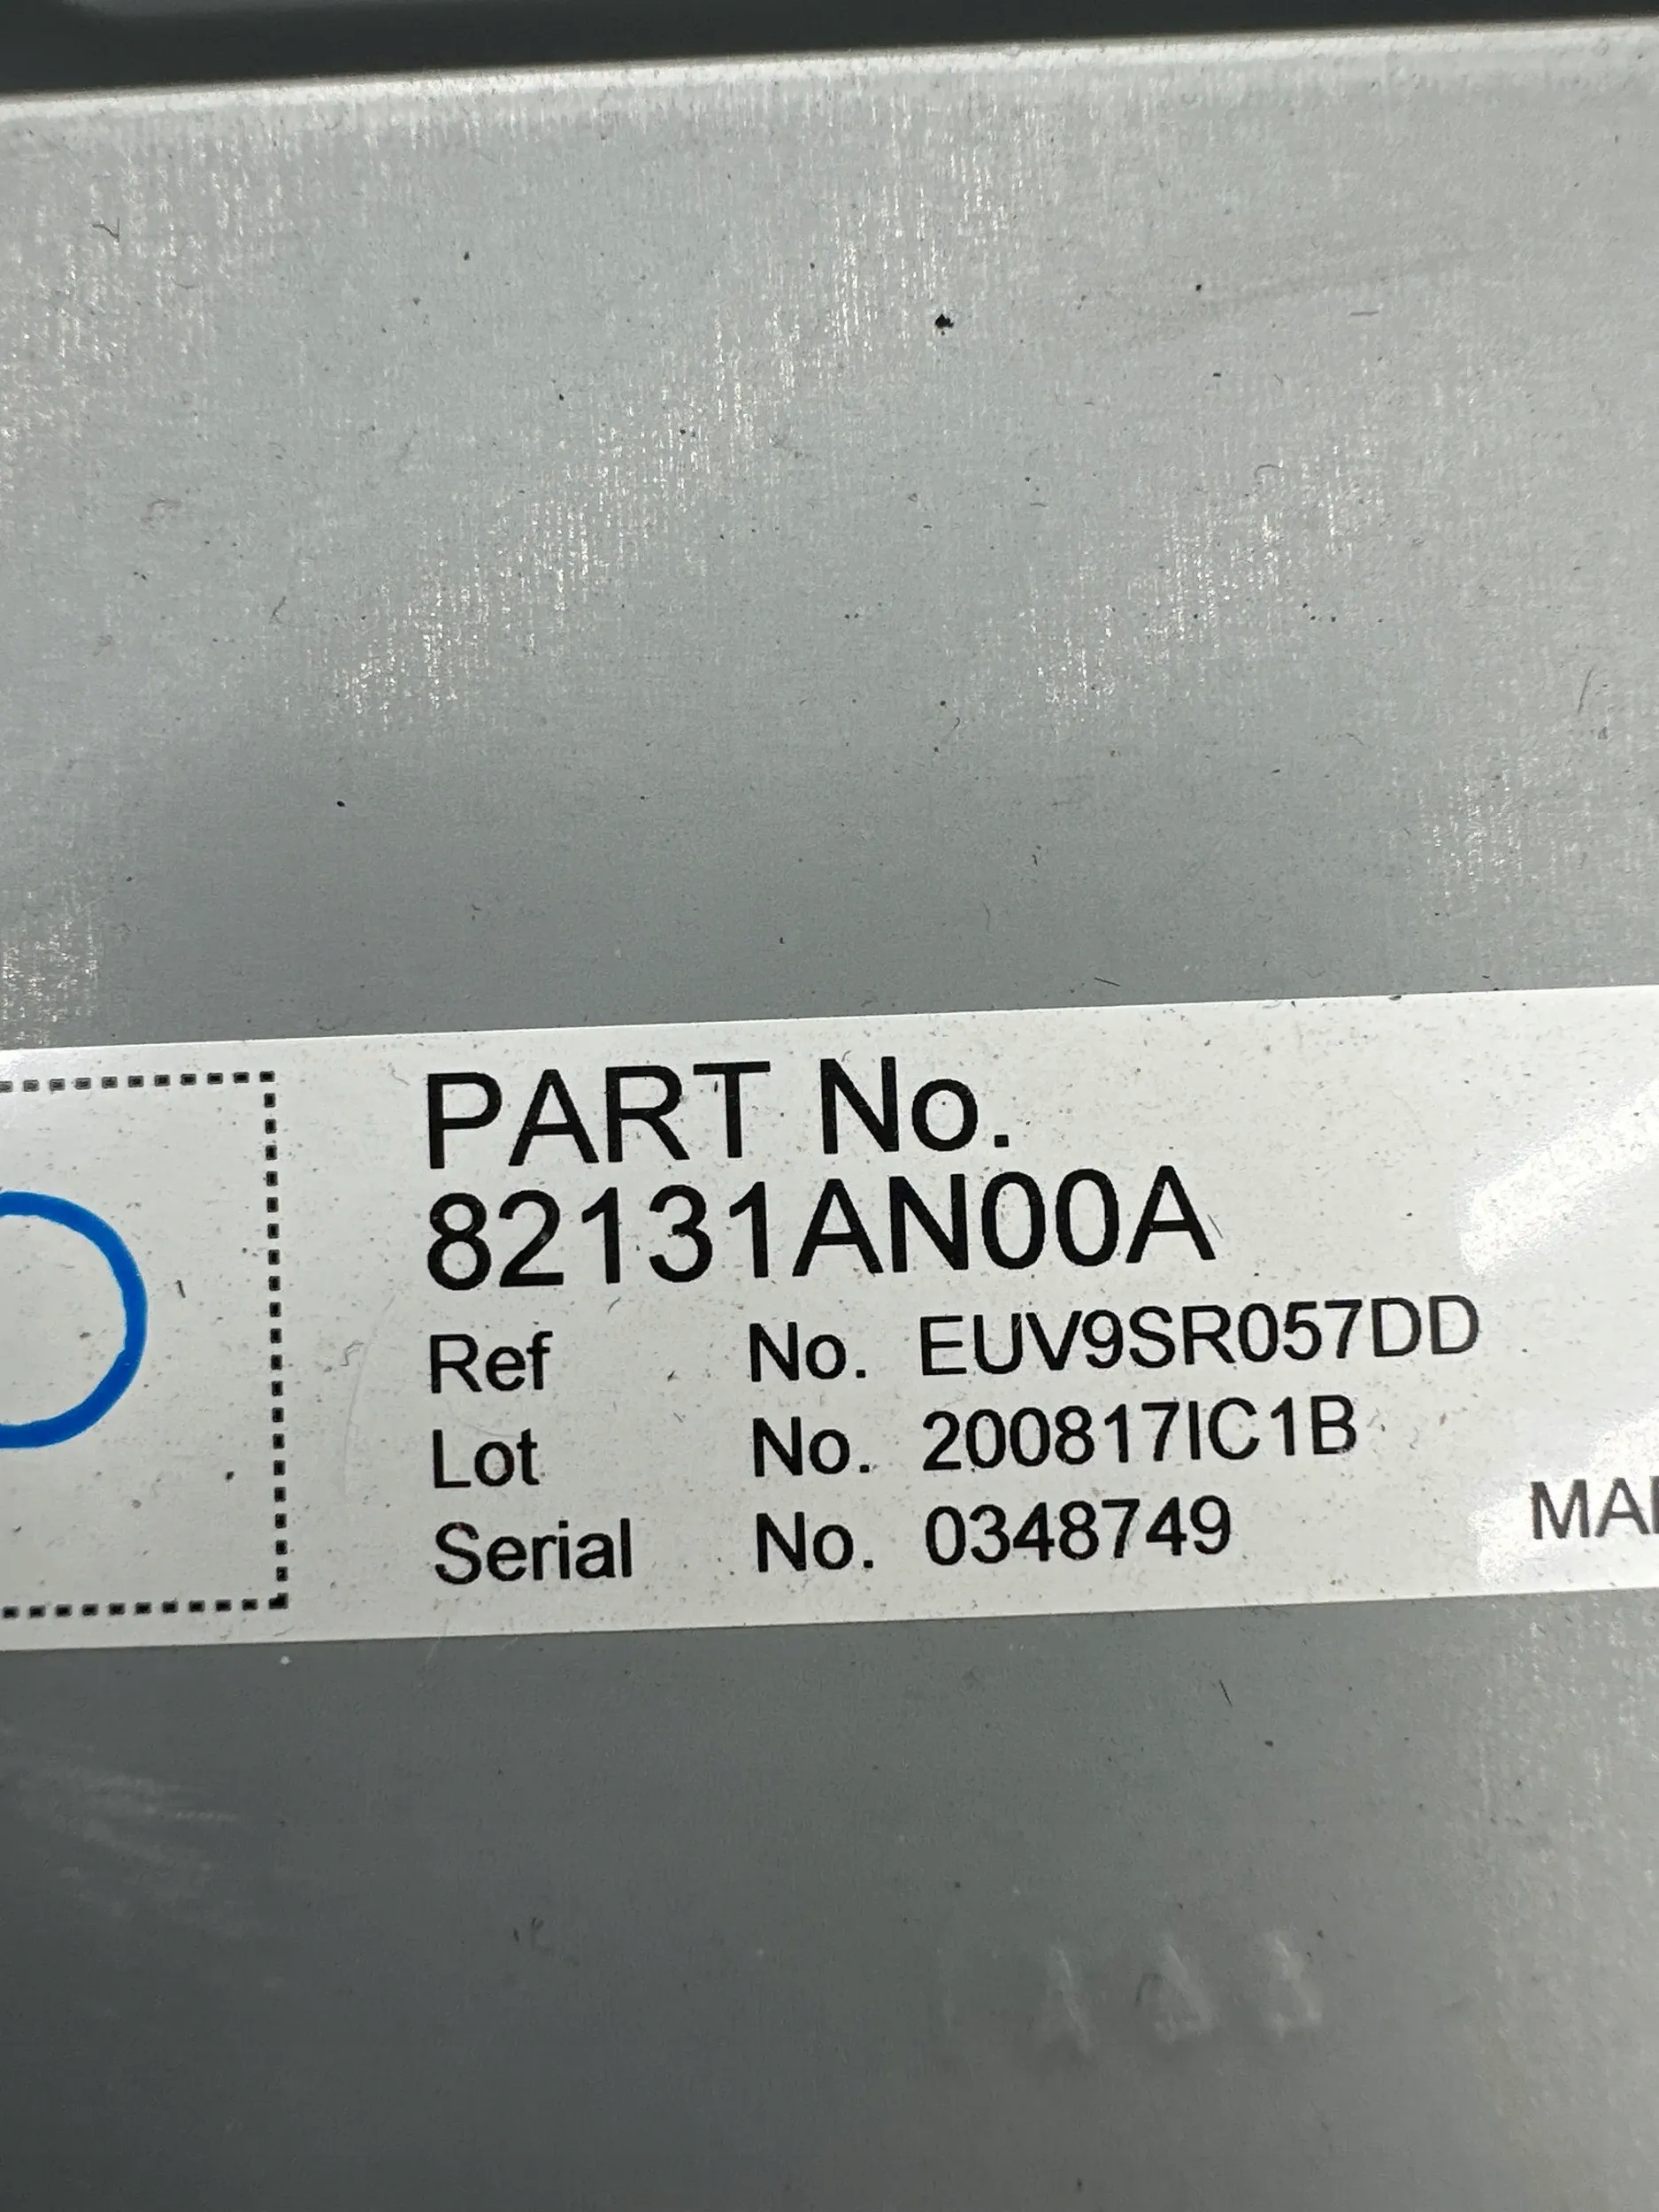 PART No.
82131AN00A
Ref No. EUV9SR057DD
Lot No. 200817IC1B
Serial No. 0348749